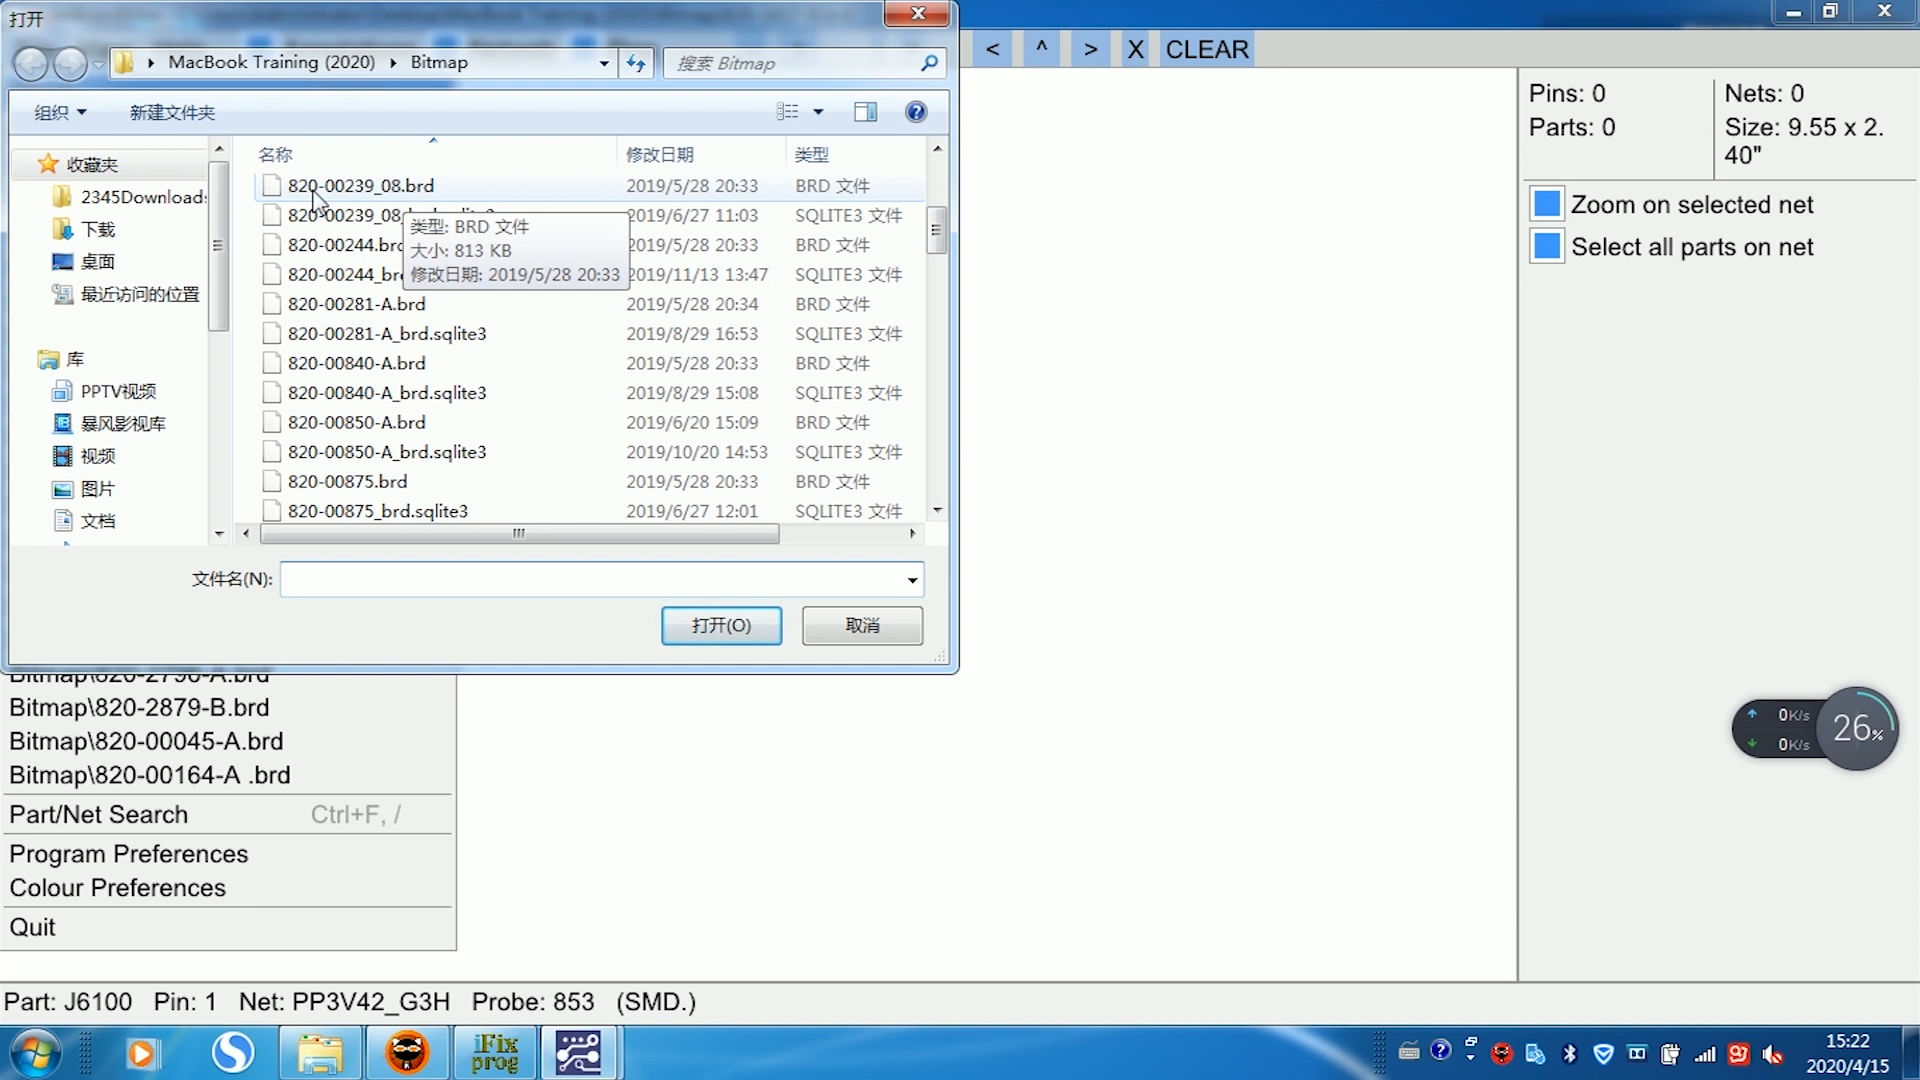 打开
MacBook Training (2020) Bitmap
搜索 Bitmap
< ^ > X CLEAR
组织 新建文件夹
名称 修改日期 类型
820-00239_08.brd 2019/5/28 20:33 BRD 文件
820-00239_08 2019/6/27 11:03 SQLITE3 文件
820-00244.brd 2019/5/28 20:33 BRD 文件
820-00244_brd 2019/11/13 13:47 SQLITE3 文件
820-00281-A.brd 2019/5/28 20:34 BRD 文件
820-00281-A_brd.sqlite3 2019/8/29 16:53 SQLITE3 文件
820-00840-A.brd 2019/5/28 20:33 BRD 文件
820-00840-A_brd.sqlite3 2019/8/29 15:08 SQLITE3 文件
820-00850-A.brd 2019/6/20 15:09 BRD 文件
820-00850-A_brd.sqlite3 2019/10/20 14:53 SQLITE3 文件
820-00875.brd 2019/5/28 20:33 BRD 文件
820-00875_brd.sqlite3 2019/6/27 12:01 SQLITE3 文件
类型: BRD 文件
大小: 813 KB
修改日期: 2019/5/28 20:33
收藏夹
2345Downloads
下载
桌面
最近访问的位置
库
PPTV视频
暴风影视库
视频
图片
文档
文件名(N):
打开(O) 取消
Pins: 0
Parts: 0
Nets: 0
Size: 9.55 x 2.
40"
Zoom on selected net
Select all parts on net
0K/s
0K/s
26%
Bitmap\820-2796-A.brd
Bitmap\820-2879-B.brd
Bitmap\820-00045-A.brd
Bitmap\820-00164-A .brd
Part/Net Search Ctrl+F, /
Program Preferences
Colour Preferences
Quit
Part: J6100 Pin: 1 Net: PP3V42_G3H Probe: 853 (SMD.)
iFix
prog
15:22
2020/4/15